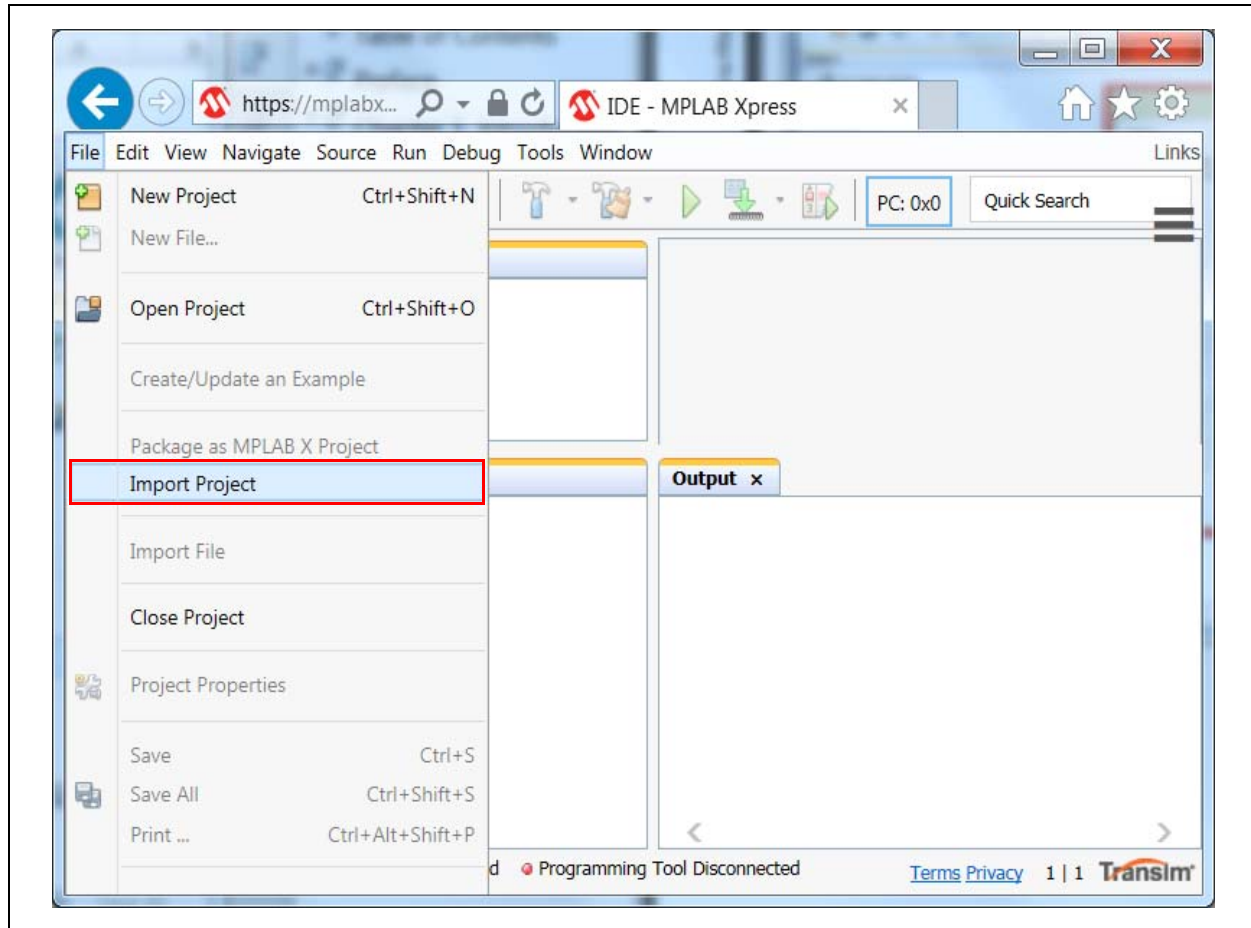 X
https://mplabx... IDE - MPLAB Xpress ×
File Edit View Navigate Source Run Debug Tools Window Links
New Project Ctrl+Shift+N
PC: 0x0 Quick Search
New File...
Open Project Ctrl+Shift+O
Create/Update an Example
Package as MPLAB X Project
Import Project
Output x
Import File
Close Project
Project Properties
Save Ctrl+S
Save All Ctrl+Shift+S
Print ... Ctrl+Alt+Shift+P
d Programming Tool Disconnected Terms Privacy 1 | 1 Transim